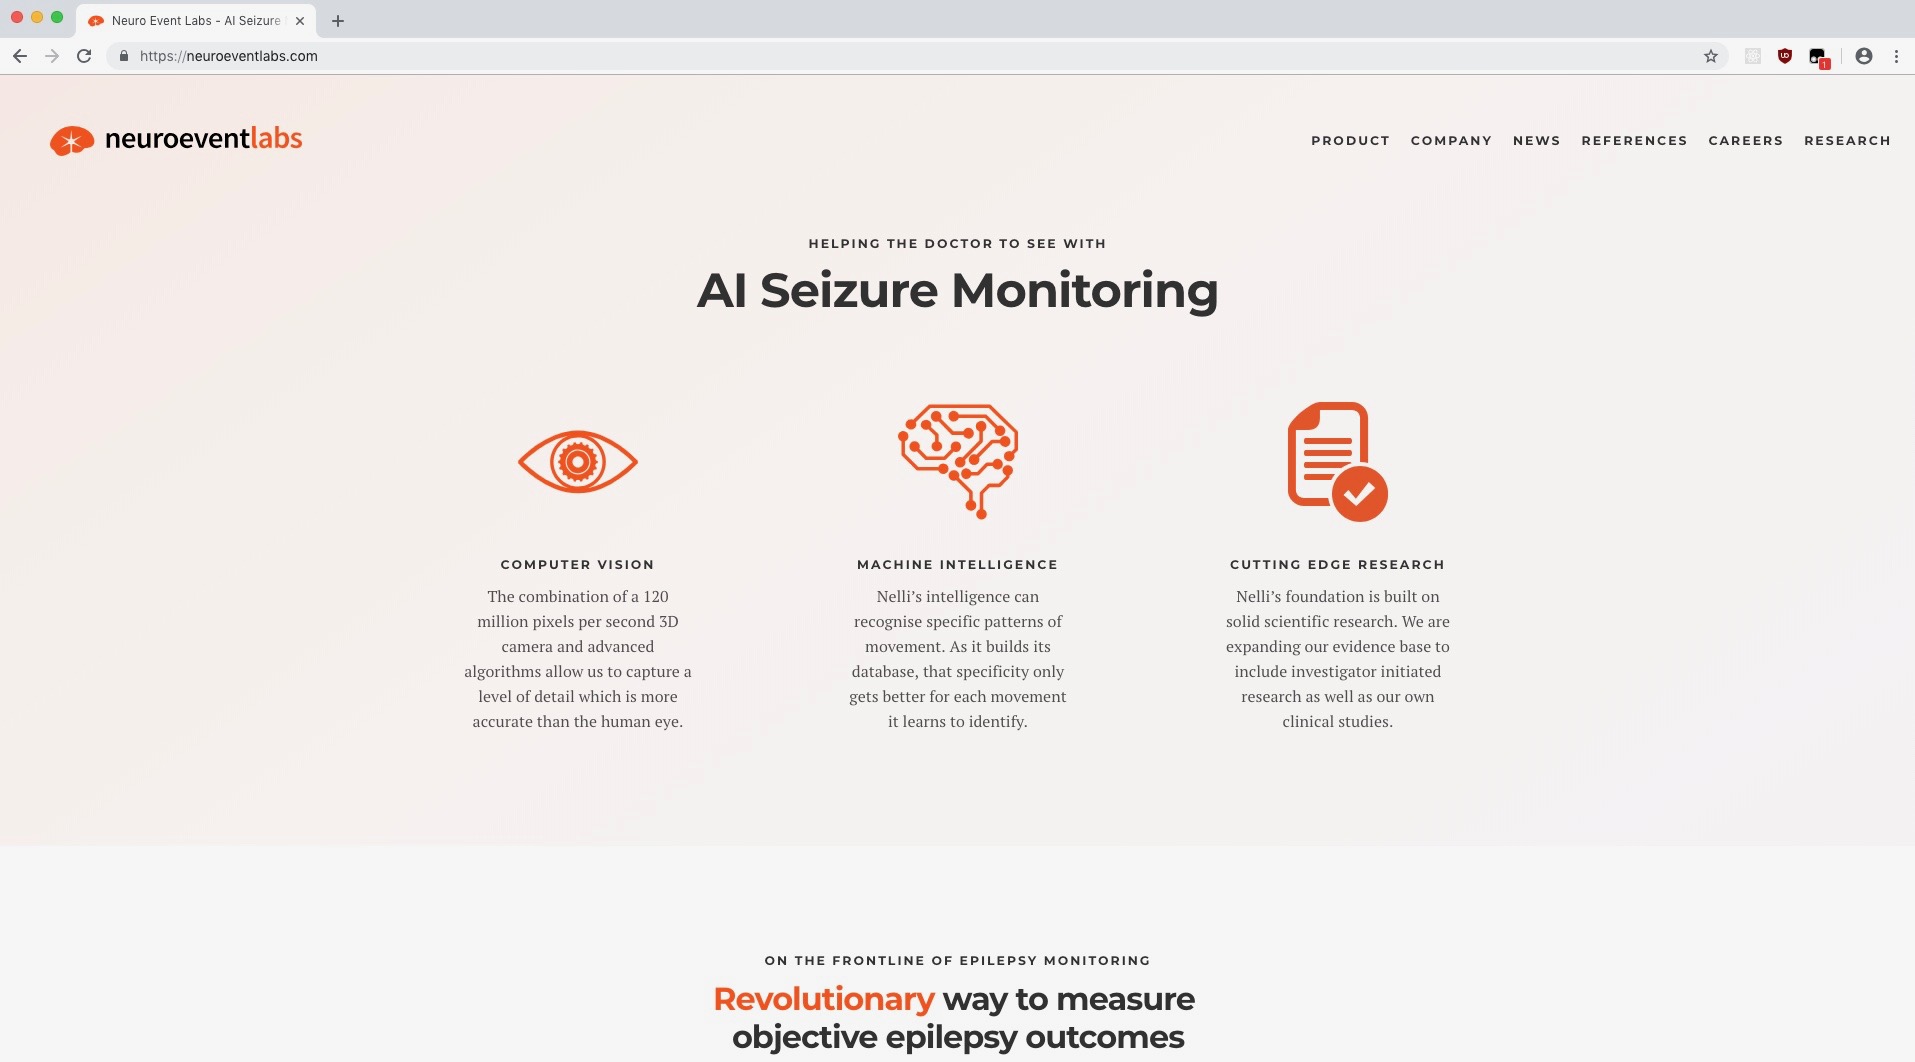 Neuro Event Labs - AI Seizure
https://neuroeventlabs.com
1
neuroeventlabs
PRODUCT COMPANY NEWS REFERENCES CAREERS RESEARCH
HELPING THE DOCTOR TO SEE WITH
AI Seizure Monitoring
COMPUTER VISION
The combination of a 120
million pixels per second 3D
camera and advanced
algorithms allow us to capture a
level of detail which is more
accurate than the human eye.
MACHINE INTELLIGENCE
Nelli’s intelligence can
recognise specific patterns of
movement. As it builds its
database, that specificity only
gets better for each movement
it learns to identify.
CUTTING EDGE RESEARCH
Nelli’s foundation is built on
solid scientific research. We are
expanding our evidence base to
include investigator initiated
research as well as our own
clinical studies.
ON THE FRONTLINE OF EPILEPSY MONITORING
Revolutionary way to measure
objective epilepsy outcomes